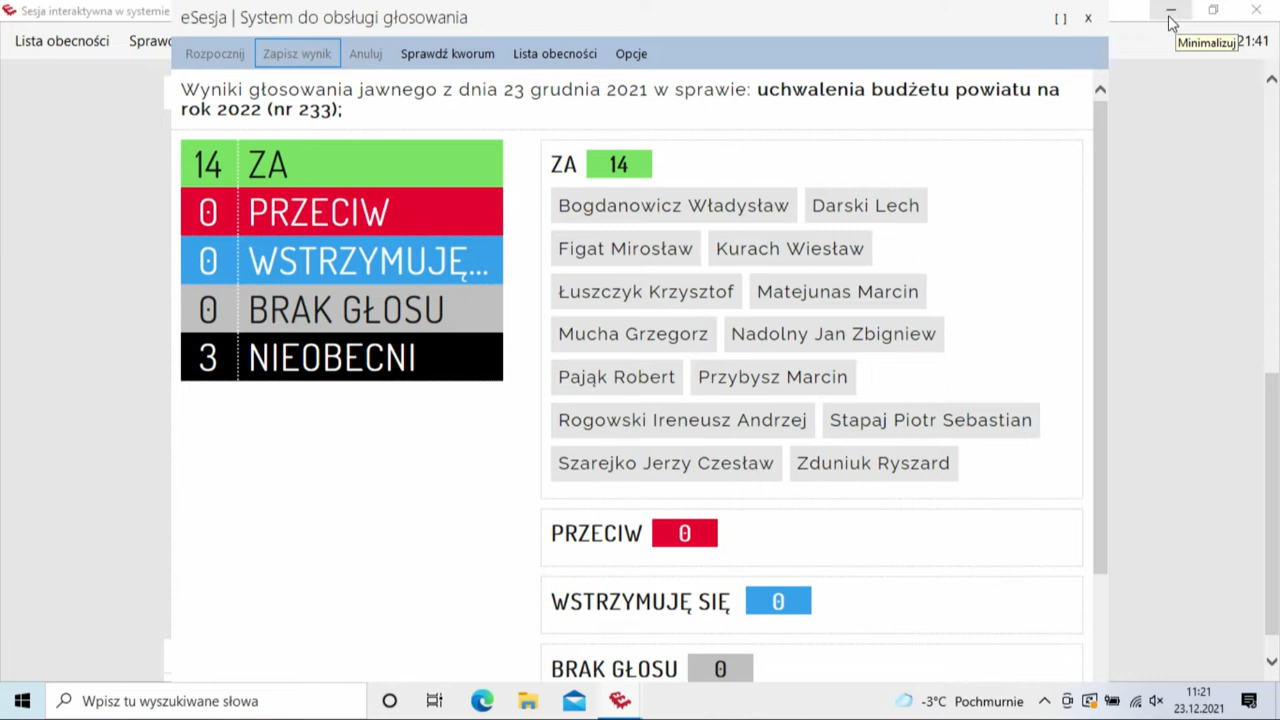 Sesja interaktywna w systemie
eSesja | System do obsługi głosowania
[ ] x
Lista obecności
Rozpocznij Zapisz wynik Anuluj Sprawdź kworum Lista obecności Opcje
Minimalizuj
21:41
Wyniki głosowania jawnego z dnia 23 grudnia 2021 w sprawie: uchwalenia budżetu powiatu na
rok 2022 (nr 233);
14 ZA
0 PRZECIW
0 WSTRZYMUJĘ...
0 BRAK GŁOSU
3 NIEOBECNI
ZA 14
Bogdanowicz Władysław Darski Lech
Figat Mirosław Kurach Wiesław
Łuszczyk Krzysztof Matejunas Marcin
Mucha Grzegorz Nadolny Jan Zbigniew
Pająk Robert Przybysz Marcin
Rogowski Ireneusz Andrzej Stapaj Piotr Sebastian
Szarejko Jerzy Czesław Zduniuk Ryszard
PRZECIW 0
WSTRZYMUJĘ SIĘ 0
BRAK GŁOSU 0
Wpisz tu wyszukiwane słowa
-3°C Pochmurnie
11:21
23.12.2021